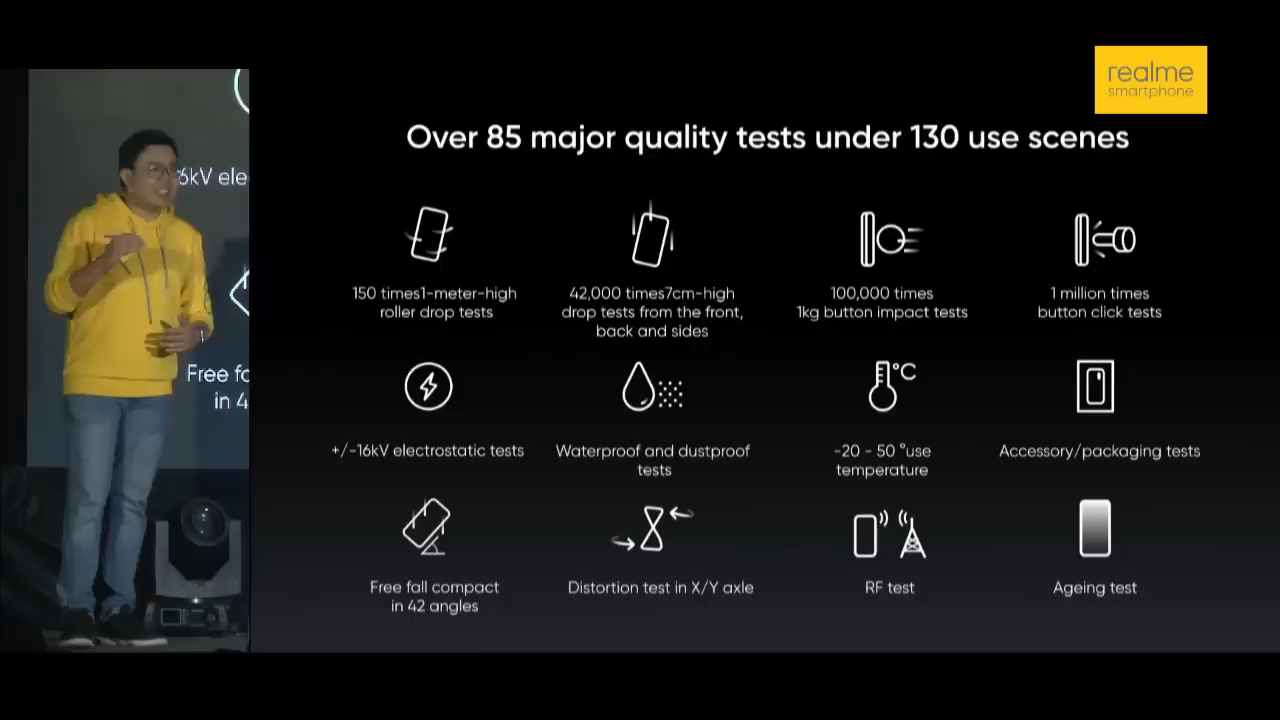 realme
smartphone
Over 85 major quality tests under 130 use scenes
6kV ele
150 times1-meter-high
roller drop tests
42,000 times7cm-high
drop tests from the front,
back and sides
100,000 times
1kg button impact tests
1 million times
button click tests
Free fo
in 4
+/-16kV electrostatic tests
Waterproof and dustproof
tests
°C
-20 - 50 °use
temperature
Accessory/packaging tests
Free fall compact
in 42 angles
Distortion test in X/Y axle
RF test
Ageing test